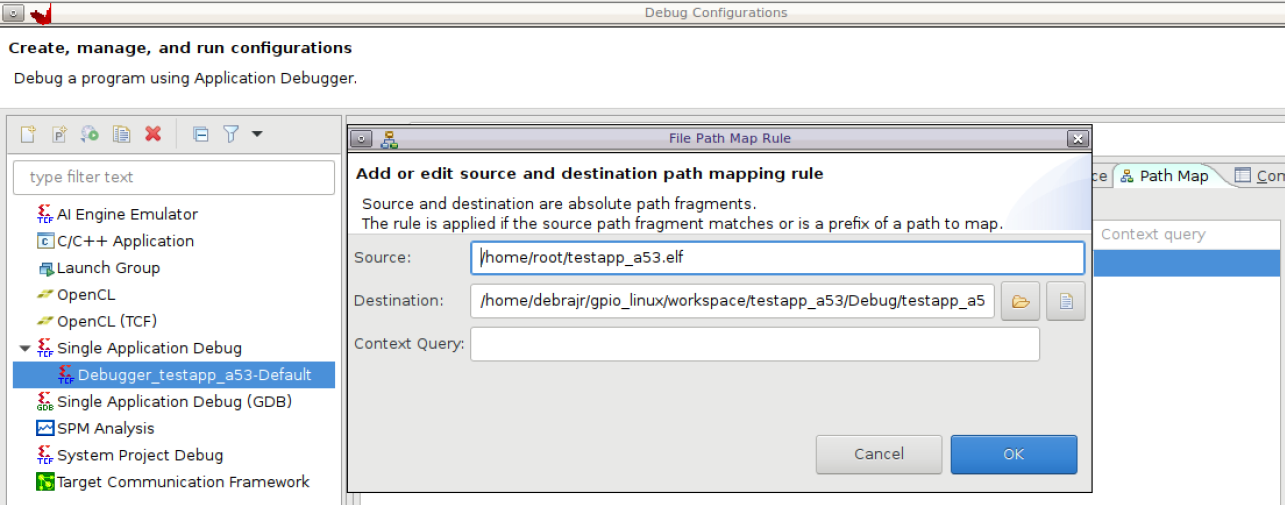 Debug Configurations
Create, manage, and run configurations
Debug a program using Application Debugger.
type filter text
AI Engine Emulator
C/C++ Application
Launch Group
OpenCL
OpenCL (TCF)
Single Application Debug
Debugger_testapp_a53-Default
Single Application Debug (GDB)
SPM Analysis
System Project Debug
Target Communication Framework
File Path Map Rule
Add or edit source and destination path mapping rule
Source and destination are absolute path fragments.
The rule is applied if the source path fragment matches or is a prefix of a path to map.
Source: /home/root/testapp_a53.elf
Destination: /home/debrajr/gpio_linux/workspace/testapp_a53/Debug/testapp_a5
Context Query:
Cancel OK
ce Path Map Com
Context query